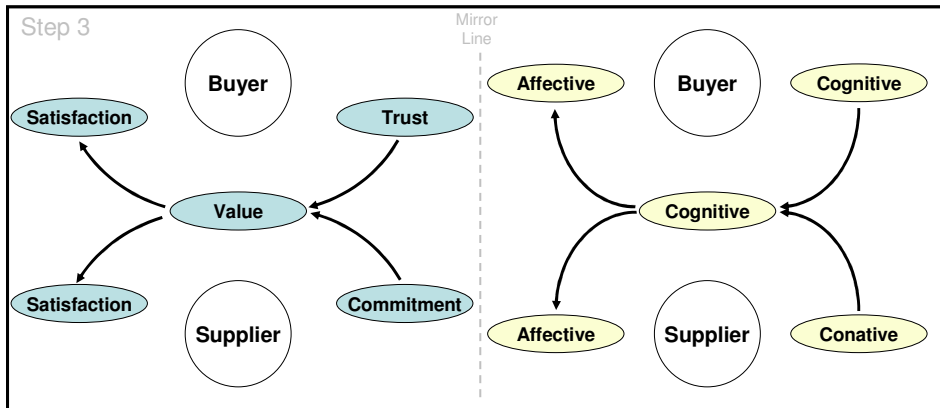 Step 3
Mirror
Line
Buyer
Satisfaction
Trust
Value
Satisfaction
Commitment
Supplier
Affective
Buyer
Cognitive
Cognitive
Affective
Supplier
Conative